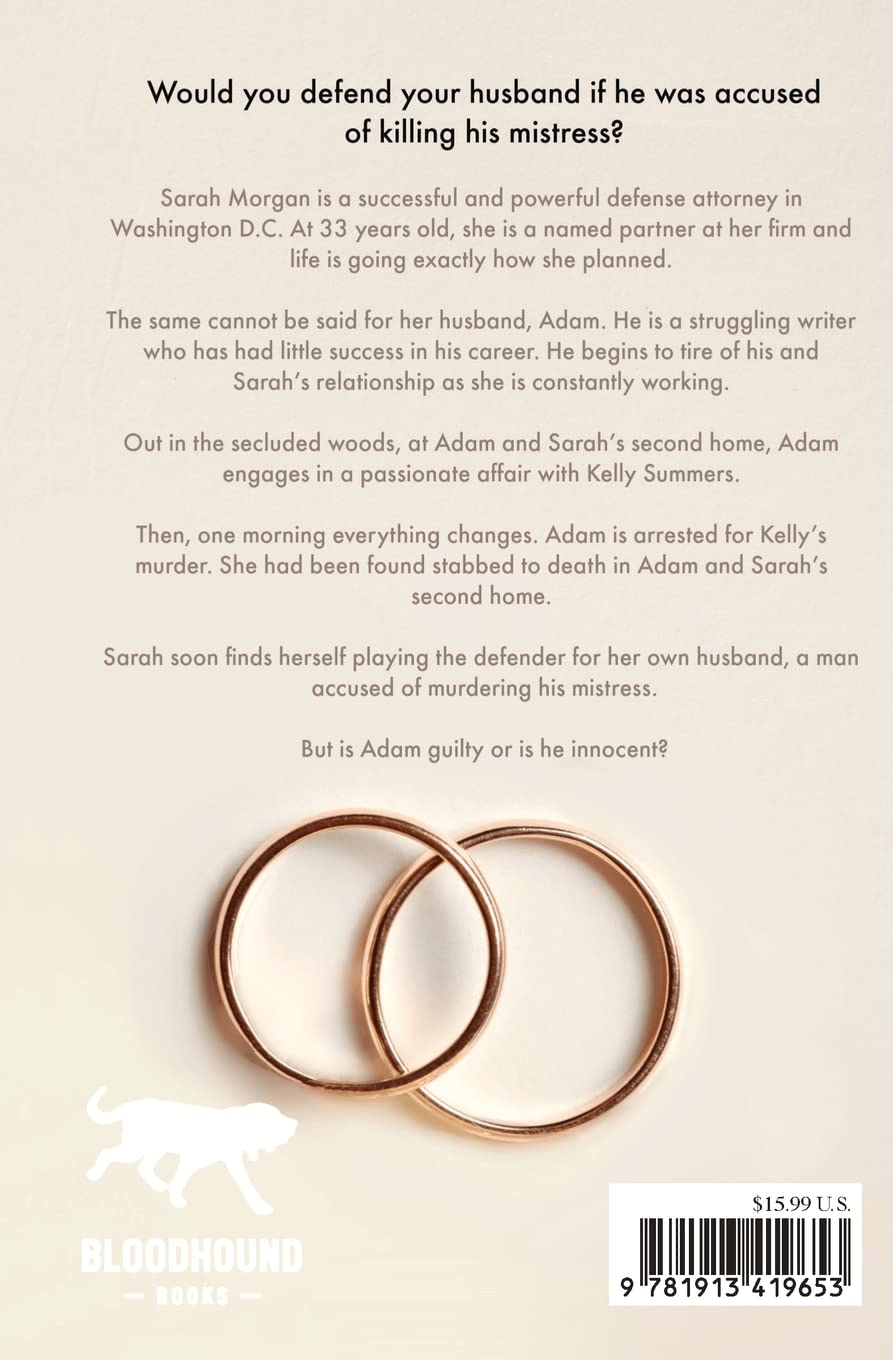 Would you defend your husband if he was accused
of killing his mistress?
Sarah Morgan is a successful and powerful defense attorney in
Washington D.C. At 33 years old, she is a named partner at her firm and
life is going exactly how she planned.
The same cannot be said for her husband, Adam. He is a struggling writer
who has had little success in his career. He begins to tire of his and
Sarah’s relationship as she is constantly working.
Out in the secluded woods, at Adam and Sarah’s second home, Adam
engages in a passionate affair with Kelly Summers.
Then, one morning everything changes. Adam is arrested for Kelly’s
murder. She had been found stabbed to death in Adam and Sarah’s
second home.
Sarah soon finds herself playing the defender for her own husband, a man
accused of murdering his mistress.
But is Adam guilty or is he innocent?
BLOODHOUND
— BOOKS —
$15.99 U.S.
9 781913 419653